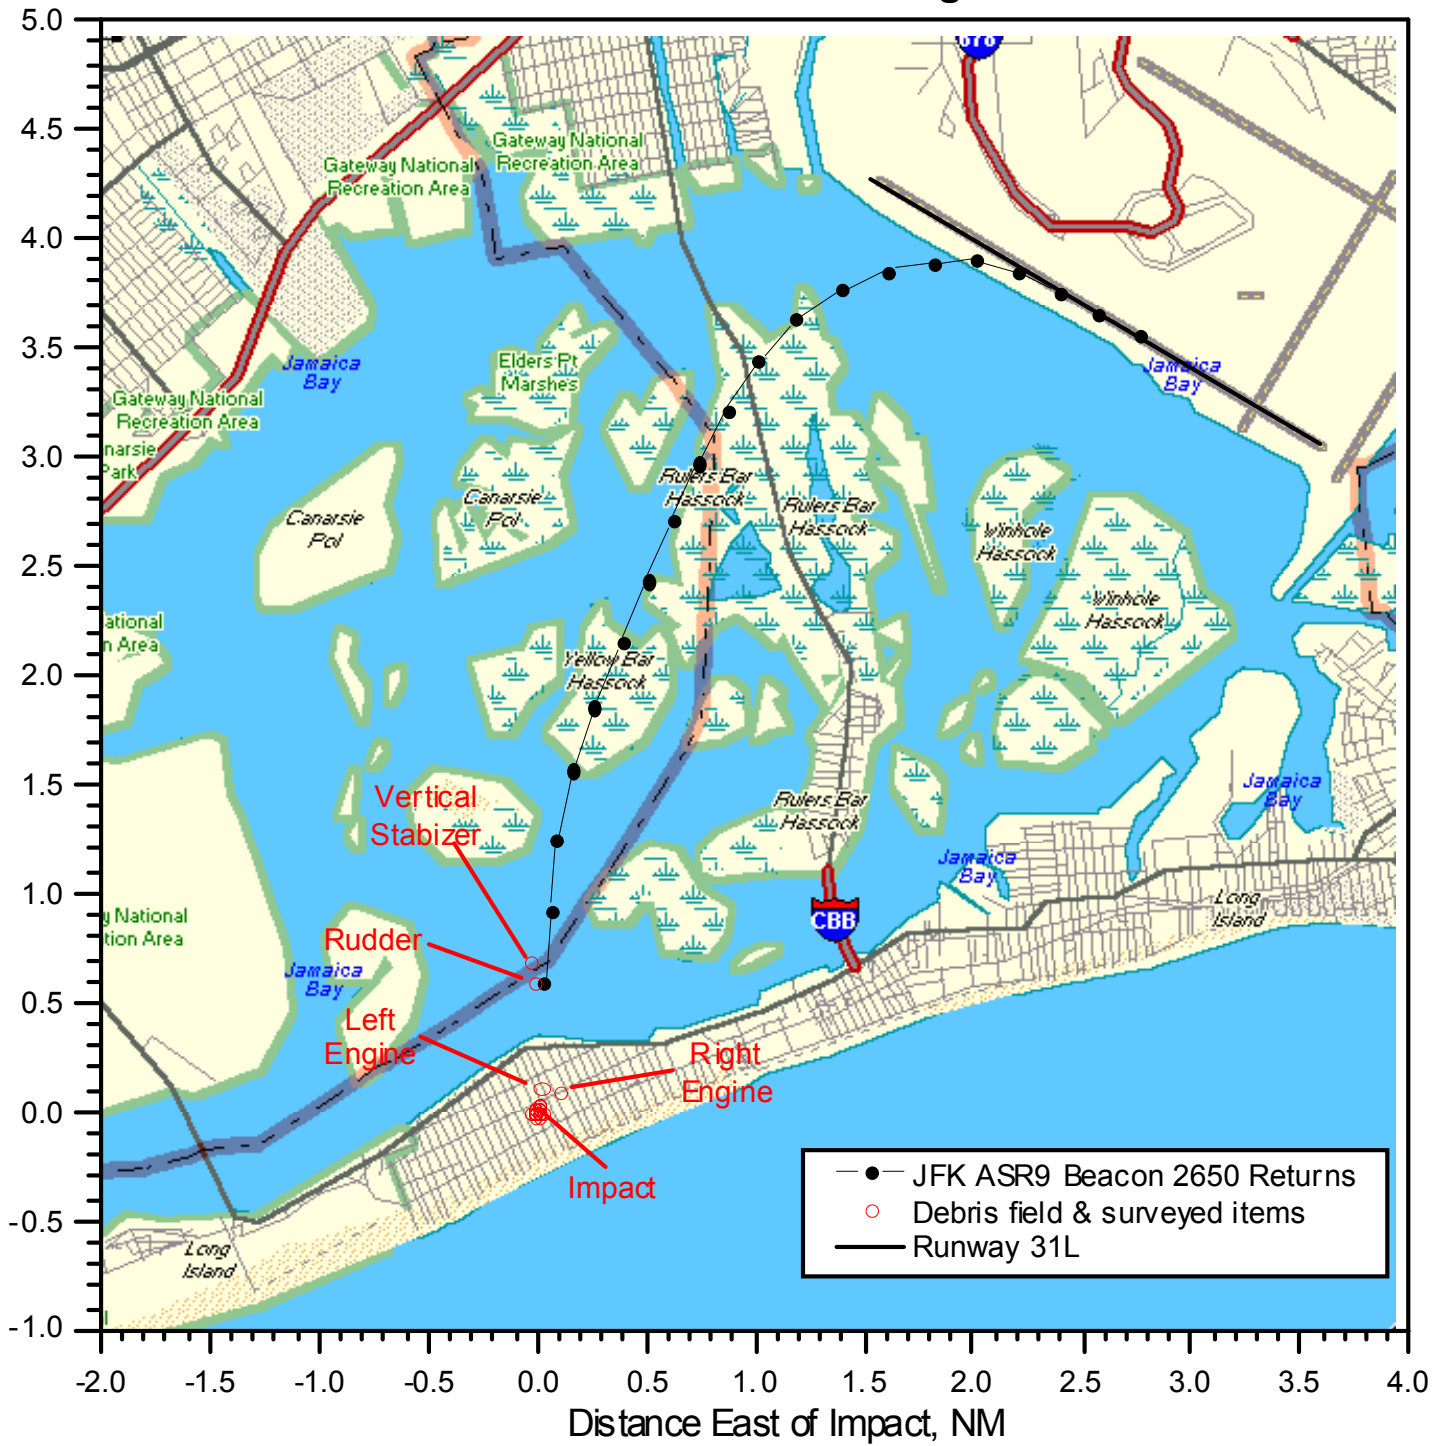 5.0
4.5
4.0
3.5
3.0
2.5
2.0
1.5
1.0
0.5
0.0
-0.5
-1.0
-2.0 -1.5 -1.0 -0.5 0.0 0.5 1.0 1.5 2.0 2.5 3.0 3.5 4.0
Distance East of Impact, NM
Gateway National
Recreation Area
Gateway National
Recreation Area
Jamaica
Bay
Elders Pt
Marshes
Gateway National
Recreation Area
narsie
Park
Canarsie
Pol
Canarsie
Pol
Rulers Bar
Hassock
Rulers Bar
Hassock
Jamaica
Bay
Winhole
Hassock
Winhole
Hassock
ational
n Area
Yellow Bar
Hassock
Vertical
Stabizer
Rulers Bar
Hassock
Jamaica
Bay
Jamaica
Bay
CBB
Long
Island
y National
tion Area
Rudder
Jamaica
Bay
Left
Engine
Right
Engine
Impact
Long
Island
JFK ASR9 Beacon 2650 Returns
Debris field & surveyed items
Runway 31L